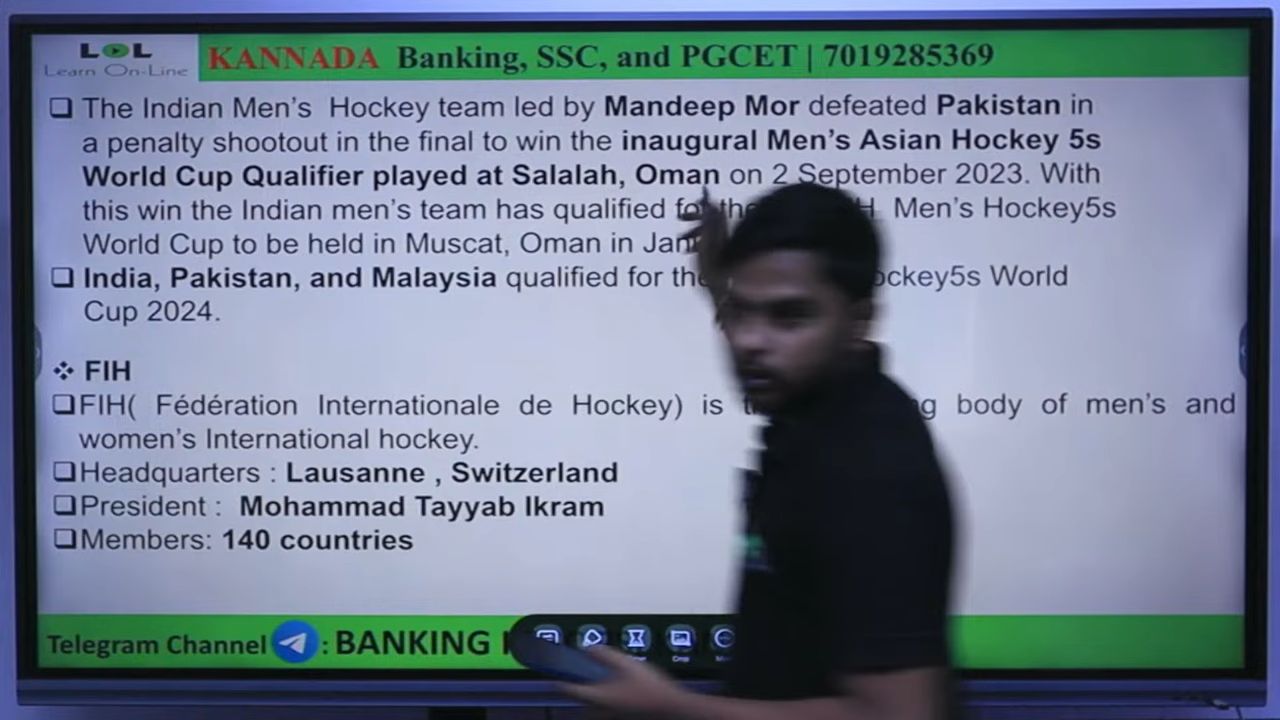 LOL
Learn On-Line
KANNADA Banking, SSC, and PGCET | 7019285369
The Indian Men's Hockey team led by Mandeep Mor defeated Pakistan in
a penalty shootout in the final to win the inaugural Men's Asian Hockey 5s
World Cup Qualifier played at Salalah, Oman on 2 September 2023. With
this win the Indian men's team has qualified Men's Hockey5s
World Cup to be held in Muscat, Oman in
India, Pakistan, and Malaysia qualified for World
Cup 2024.
FIH
FIH( Fédération Internationale de Hockey) is body of men's and
women's International hockey.
Headquarters : Lausanne , Switzerland
President : Mohammad Tayyab Ikram
Members: 140 countries
Telegram Channel : BANKING
Crop